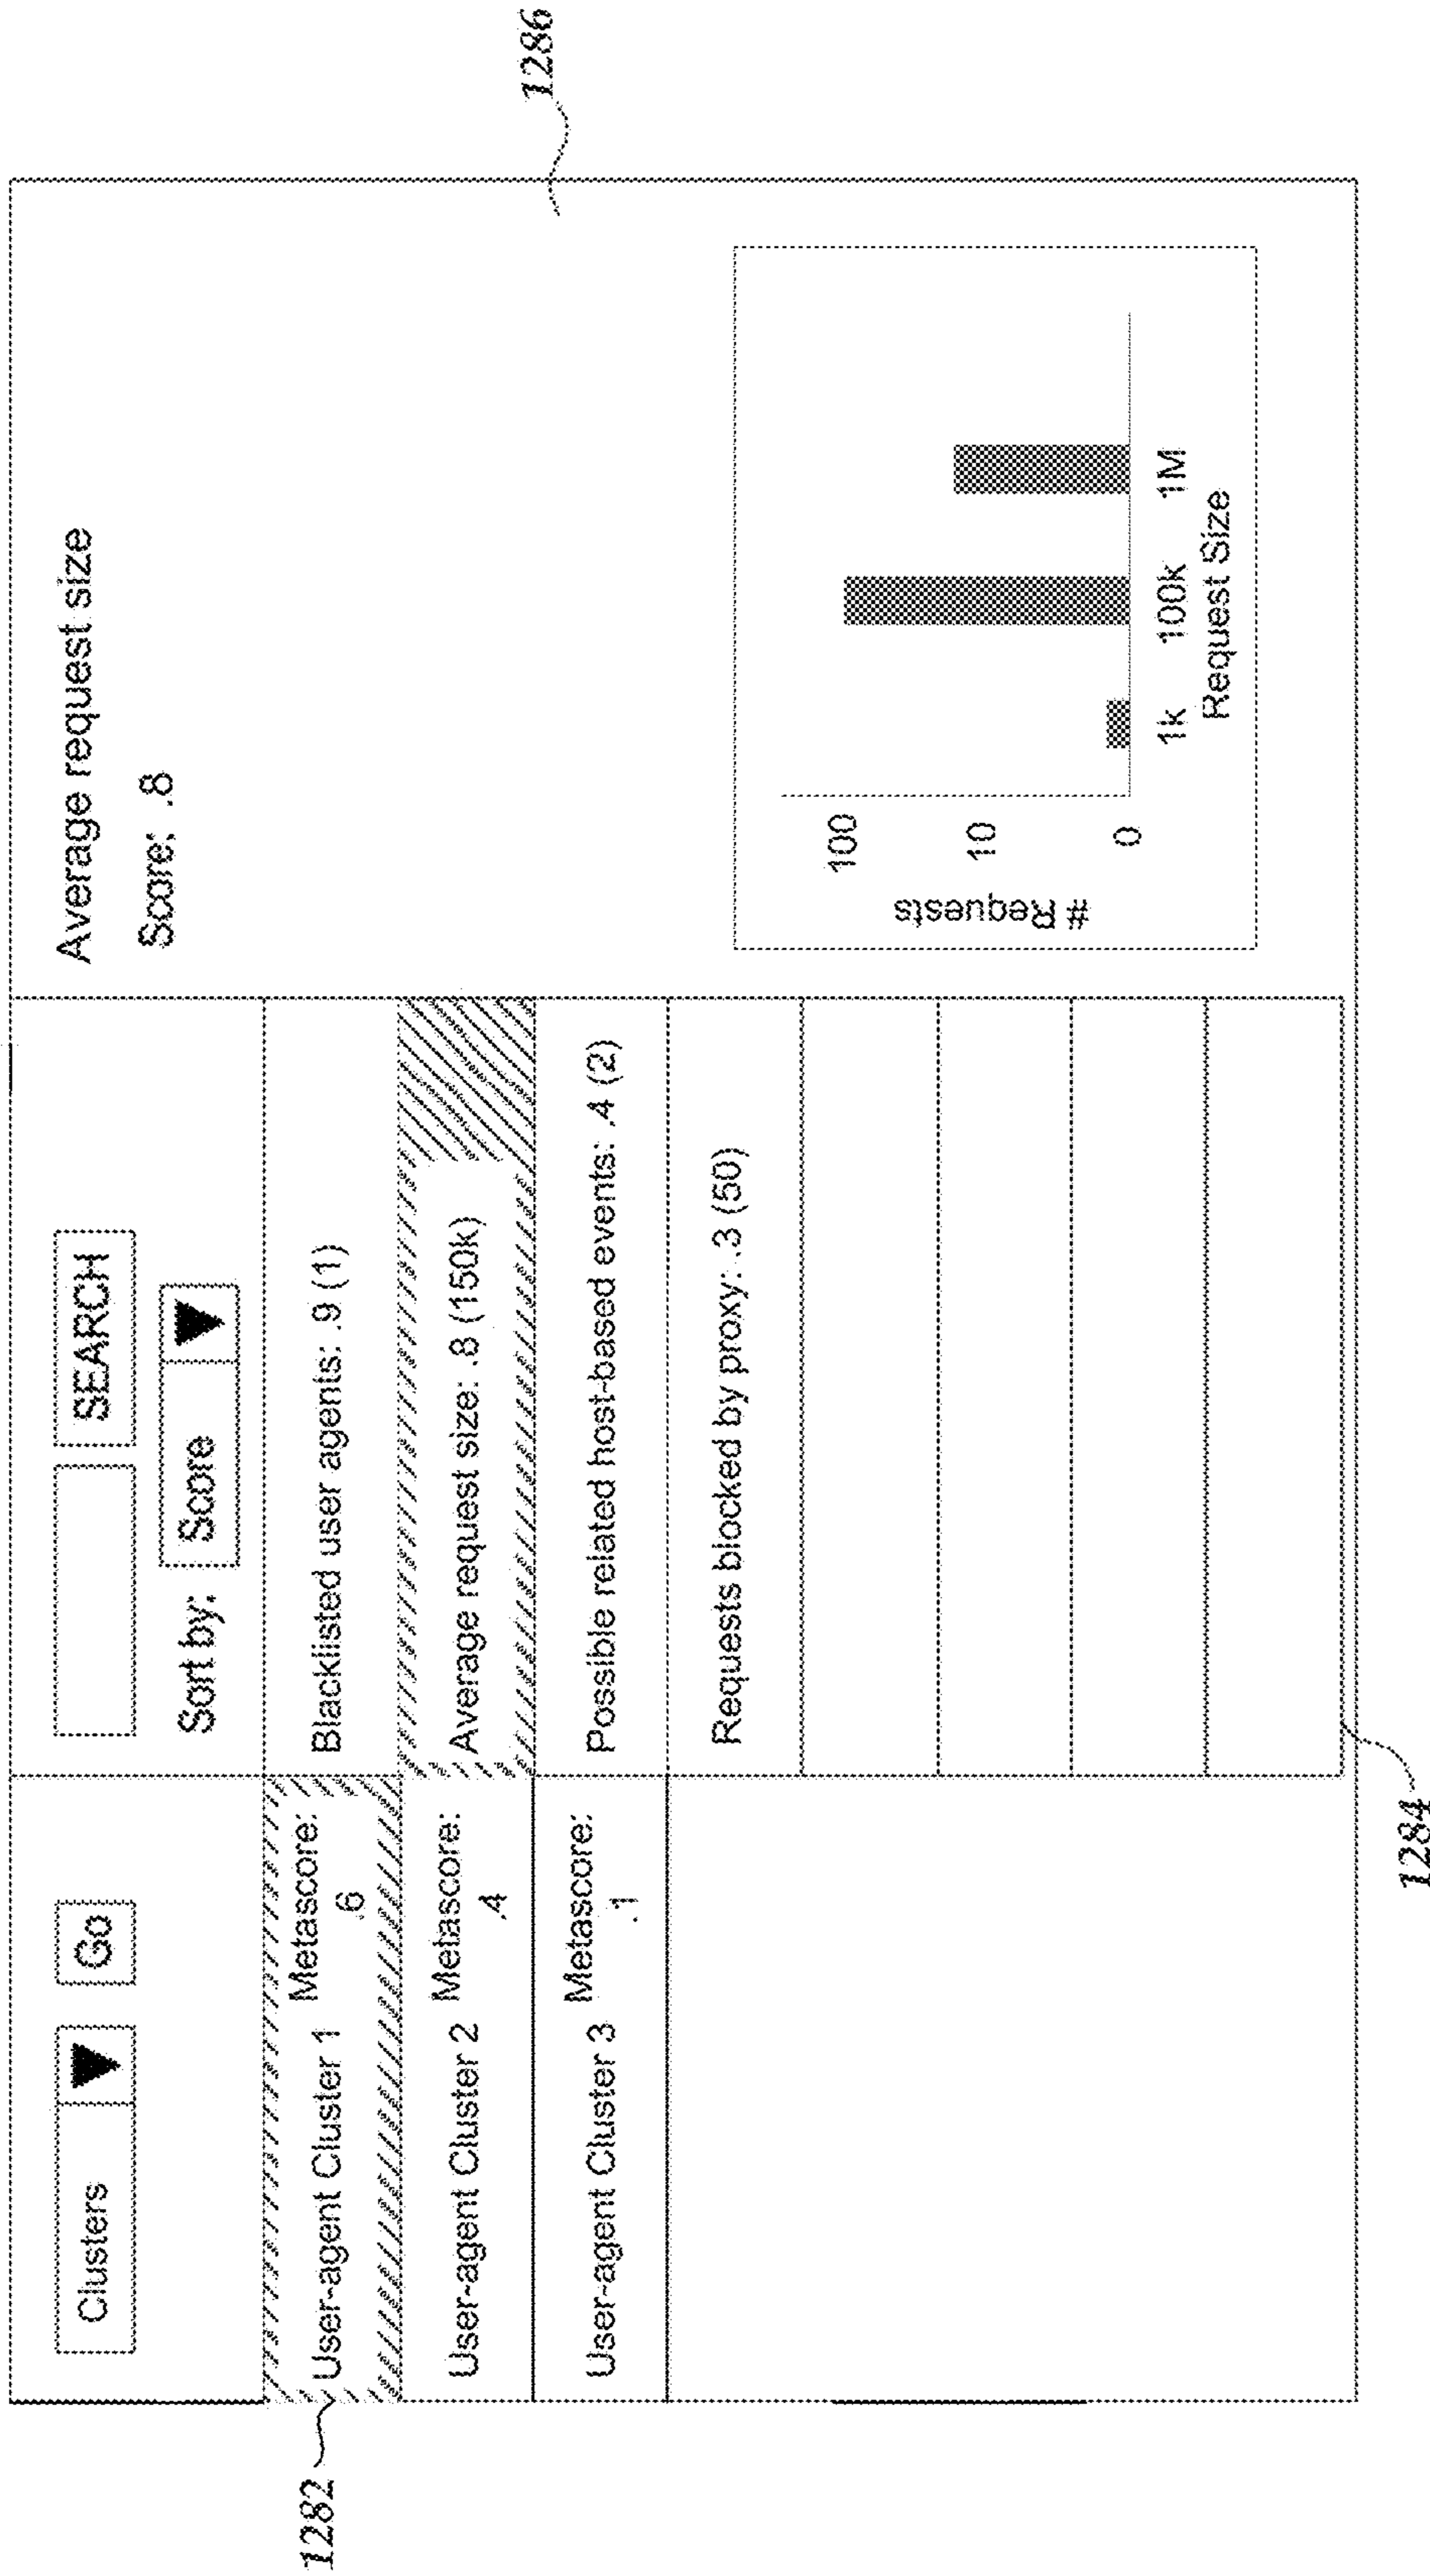 Clusters
Go
SEARCH
Sort by:
Score
User-agent Cluster 1
Metascore:
.6
User-agent Cluster 2
Metascore:
.4
User-agent Cluster 3
Metascore:
.1
Blacklisted user agents: .9 (1)
Average request size: .8 (150k)
Possible related host-based events: .4 (2)
Requests blocked by proxy: .3 (50)
Average request size
Score: .8
# Requests
100
10
0
1k
100k
1M
Request Size
1282
1284
1286